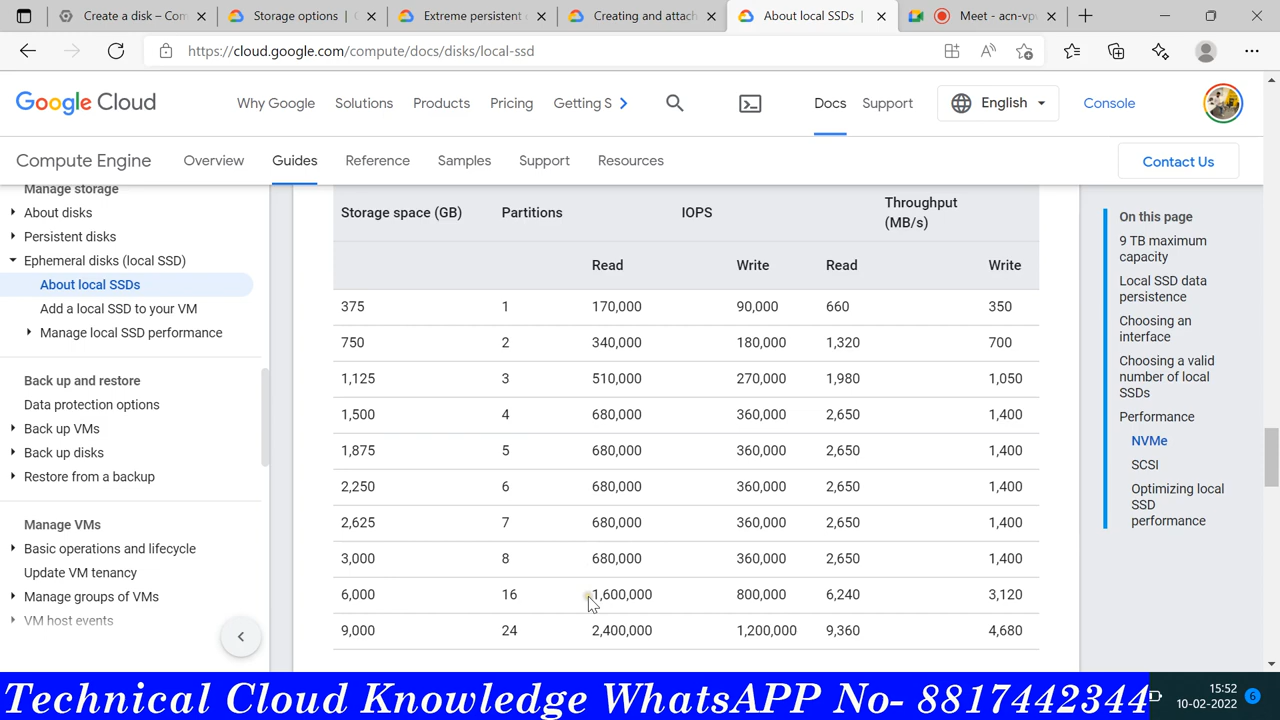 Create a disk – Com
Storage options |
Extreme persistent c
Creating and attach
About local SSDs |
Meet - acn-vpv
https://cloud.google.com/compute/docs/disks/local-ssd
Google Cloud
Why Google
Solutions
Products
Pricing
Getting S
Docs
Support
English
Console
Compute Engine
Overview
Guides
Reference
Samples
Support
Resources
Contact Us
Manage storage
About disks
Persistent disks
Ephemeral disks (local SSD)
About local SSDs
Add a local SSD to your VM
Manage local SSD performance
Back up and restore
Data protection options
Back up VMs
Back up disks
Restore from a backup
Manage VMs
Basic operations and lifecycle
Update VM tenancy
Manage groups of VMs
VM host events
Storage space (GB) Partitions IOPS Throughput (MB/s)
Read Write Read Write
375 1 170,000 90,000 660 350
750 2 340,000 180,000 1,320 700
1,125 3 510,000 270,000 1,980 1,050
1,500 4 680,000 360,000 2,650 1,400
1,875 5 680,000 360,000 2,650 1,400
2,250 6 680,000 360,000 2,650 1,400
2,625 7 680,000 360,000 2,650 1,400
3,000 8 680,000 360,000 2,650 1,400
6,000 16 1,600,000 800,000 6,240 3,120
9,000 24 2,400,000 1,200,000 9,360 4,680
On this page
9 TB maximum
capacity
Local SSD data
persistence
Choosing an
interface
Choosing a valid
number of local
SSDs
Performance
NVMe
SCSI
Optimizing local
SSD
performance
Technical Cloud Knowledge WhatsAPP No- 8817442344
15:52
10-02-2022
6